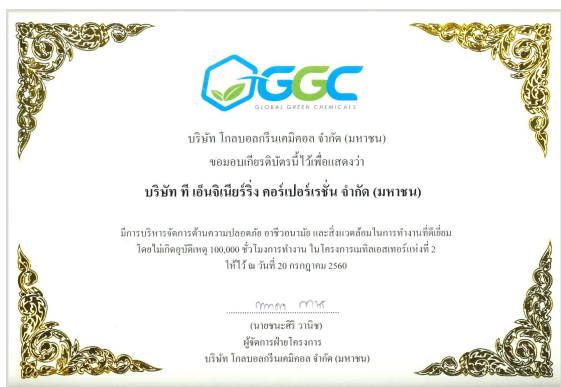 GGC
GLOBAL GREEN CHEMICALS
บริษัท โกลบอลกรีนเคมิคอล จำกัด (มหาชน)
ขอมอบเกียรติบัตรนี้ไว้เพื่อแสดงว่า
บริษัท ที เอ็นจิเนียร์ริ่ง คอร์เปอร์เรชั่น จำกัด (มหาชน)
มีการบริหารจัดการด้านความปลอดภัย อาชีวอนามัย และสิ่งแวดล้อมในการทำงานที่ดีเยี่ยม
โดยไม่เกิดอุบัติเหตุ 100,000 ชั่วโมงการทำงาน ในโครงการเมทิลเอสเทอร์แห่งที่ 2
ให้ไว้ ณ วันที่ 20 กรกฎาคม 2560
(นายชนะศิริ วานิช)
ผู้จัดการฝ่ายโครงการ
บริษัท โกลบอลกรีนเคมิคอล จำกัด (มหาชน)